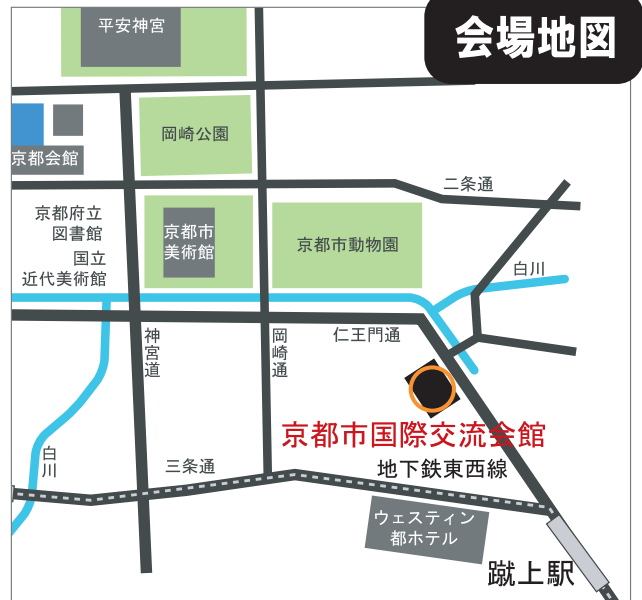 会場地図
平安神宮
岡崎公園
京都会館
二条通
京都府立
図書館
国立
近代美術館
京都市
美術館
京都市動物園
白川
神宮道
岡崎通
仁王門通
京都市国際交流会館
白川
三条通
地下鉄東西線
ウェスティン
都ホテル
蹴上駅